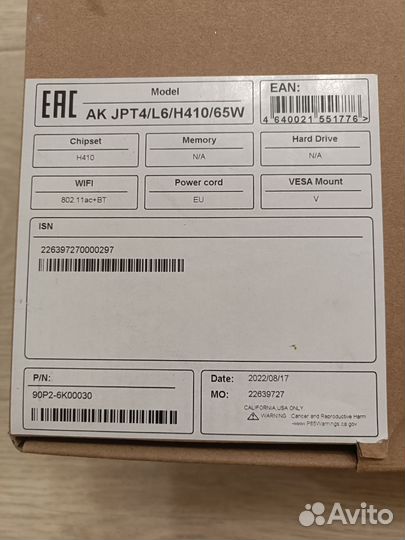 EAC
Model
AK JPT4/L6/H410/65W
EAN:
4 640021 551776 >
Chipset
H410
Memory
N/A
Hard Drive
N/A
WIFI
802.11ac+BT
Power cord
EU
VESA Mount
V
ISN
226397270000297
P/N:
90P2-6K00030
Date: 2022/08/17
MO: 22639727
CALIFORNIA USA ONLY
WARNING Cancer and Reproductive Harm
-www.P65Warnings.ca.gov
Avito